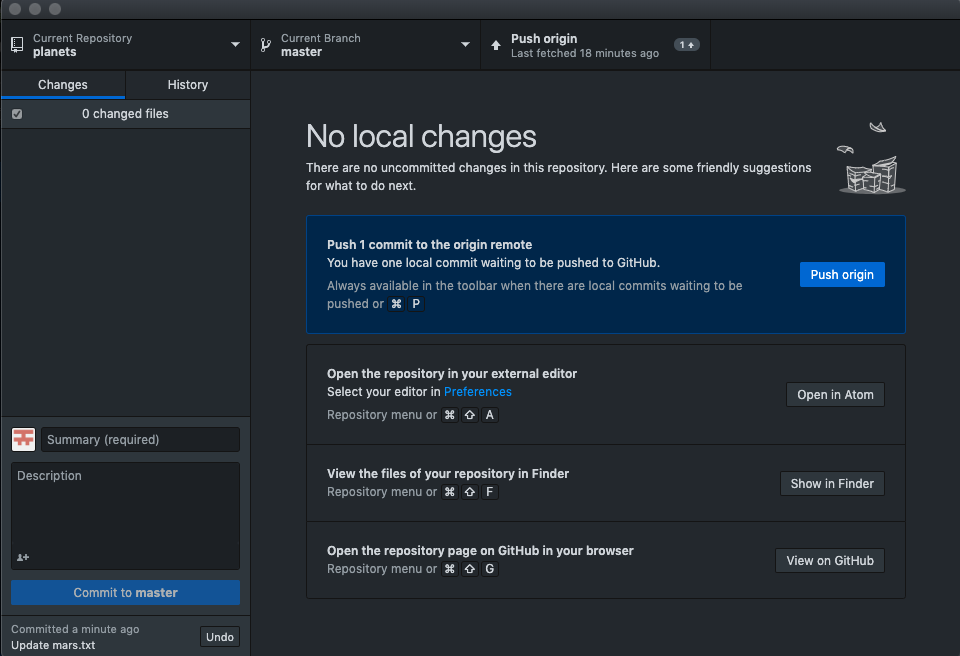 Current Repository
planets
Current Branch
master
Push origin
Last fetched 18 minutes ago
1
Changes
History
0 changed files
No local changes
There are no uncommitted changes in this repository. Here are some friendly suggestions
for what to do next.
Push 1 commit to the origin remote
You have one local commit waiting to be pushed to GitHub.
Always available in the toolbar when there are local commits waiting to be
pushed or ⌘ P
Push origin
Open the repository in your external editor
Select your editor in Preferences
Repository menu or ⌘ ⇧ A
Open in Atom
View the files of your repository in Finder
Repository menu or ⌘ ⇧ F
Show in Finder
Open the repository page on GitHub in your browser
Repository menu or ⌘ ⇧ G
View on GitHub
Summary (required)
Description
Commit to master
Committed a minute ago
Update mars.txt
Undo